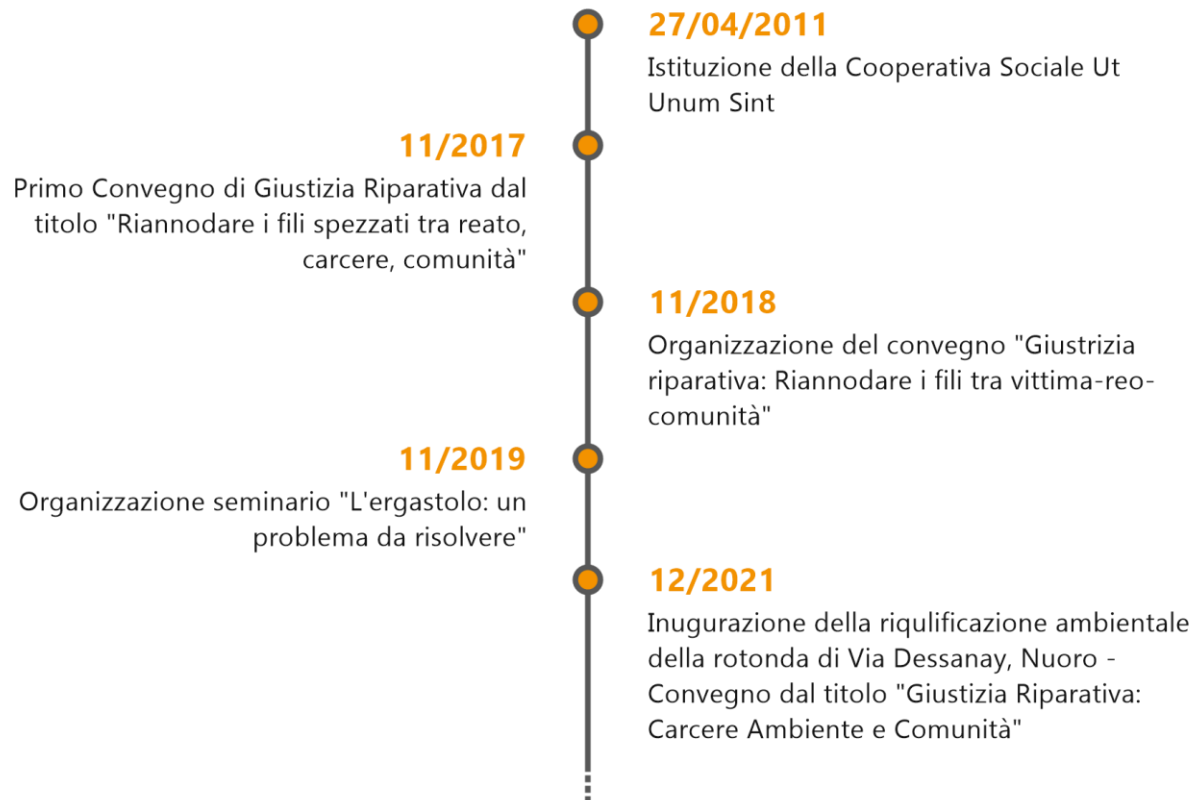 27/04/2011
Istituzione della Cooperativa Sociale Ut
Unum Sint
11/2017
Primo Convegno di Giustizia Riparativa dal
titolo "Riannodare i fili spezzati tra reato,
carcere, comunità"
11/2018
Organizzazione del convegno "Giustrizia
riparativa: Riannodare i fili tra vittima-reo-
comunità"
11/2019
Organizzazione seminario "L'ergastolo: un
problema da risolvere"
12/2021
Inugurazione della riqulificazione ambientale
della rotonda di Via Dessanay, Nuoro -
Convegno dal titolo "Giustizia Riparativa:
Carcere Ambiente e Comunità"